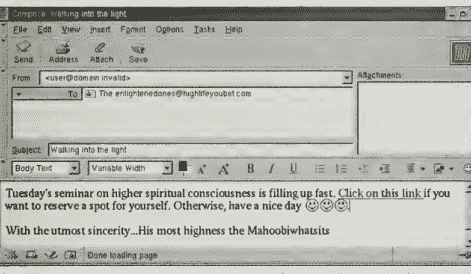 Compose: Walking into the light
File Edit View Insert Format Options Tasks Help
Send Address Attach Save
From <user@domain invalid>
Attachments:
To The enlightenedones@highlifeyoubet.com
Subject: Walking into the light
Body Text Variable Width A A B I U
Tuesday's seminar on higher spiritual consciousness is filling up fast. Click on this link if you
want to reserve a spot for yourself. Otherwise, have a nice day
With the utmost sincerity...His most highness the Mahoobiwhatsits
Done loading page